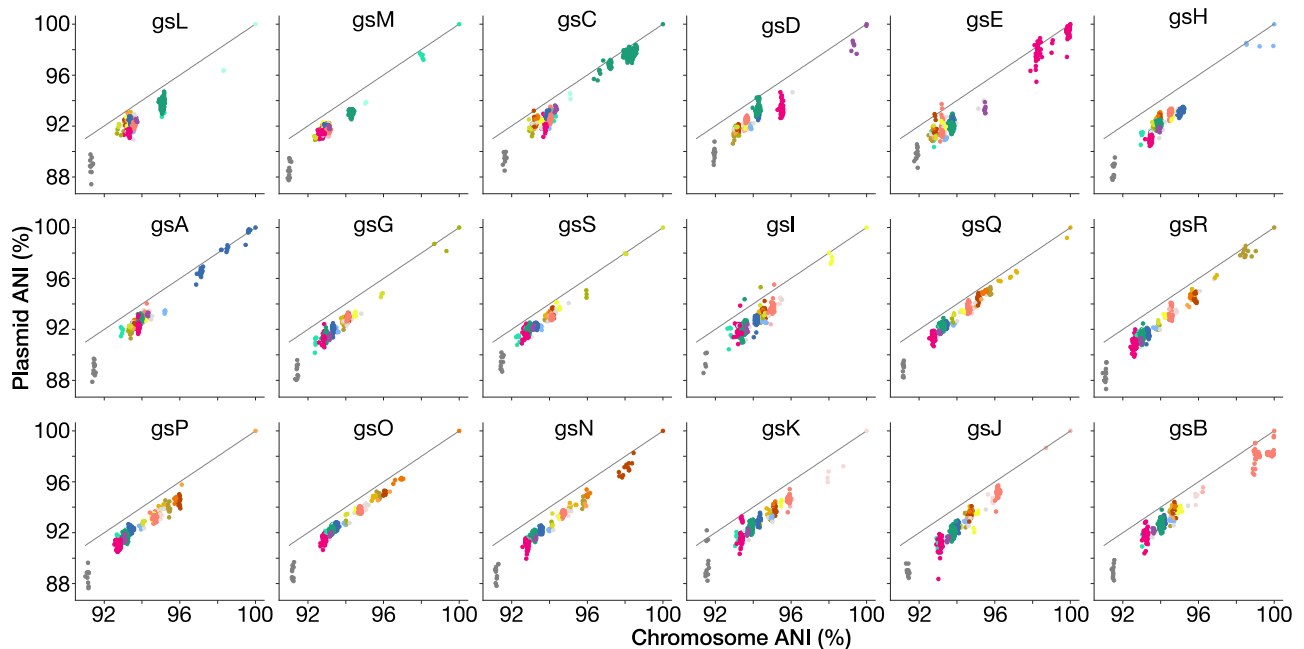 gsL gsM gsC gsD gsE gsH
100
96
92
88
gsA gsG gsS gsI gsQ gsR
100
96
92
88
Plasmid ANI (%)
gsP gsO gsN gsK gsJ gsB
100
96
92
88
92 96 100 92 96 100 92 96 100 92 96 100 92 96 100 92 96 100
Chromosome ANI (%)